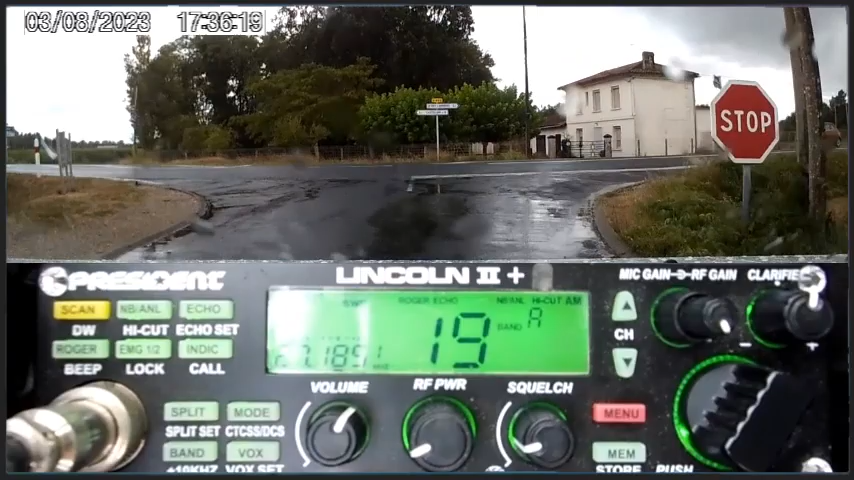 03/08/2023 17:36:19
STOP
PRESIDENT
LINCOLN II +
MIC GAIN RF GAIN CLARIFIER
SCAN NB/ANL ECHO
DW HI-CUT ECHO SET
ROGER EMG 1/2 INDIC
BEEP LOCK CALL
ROGER ECHO NB/ANL HI-CUT AM
19 BAND A
CH
VOLUME RF PWR SQUELCH
SPLIT MODE
SPLIT SET CTCSS/DCS
BAND VOX
+10KHZ VOX SET
MENU
MEM
STORE PUSH